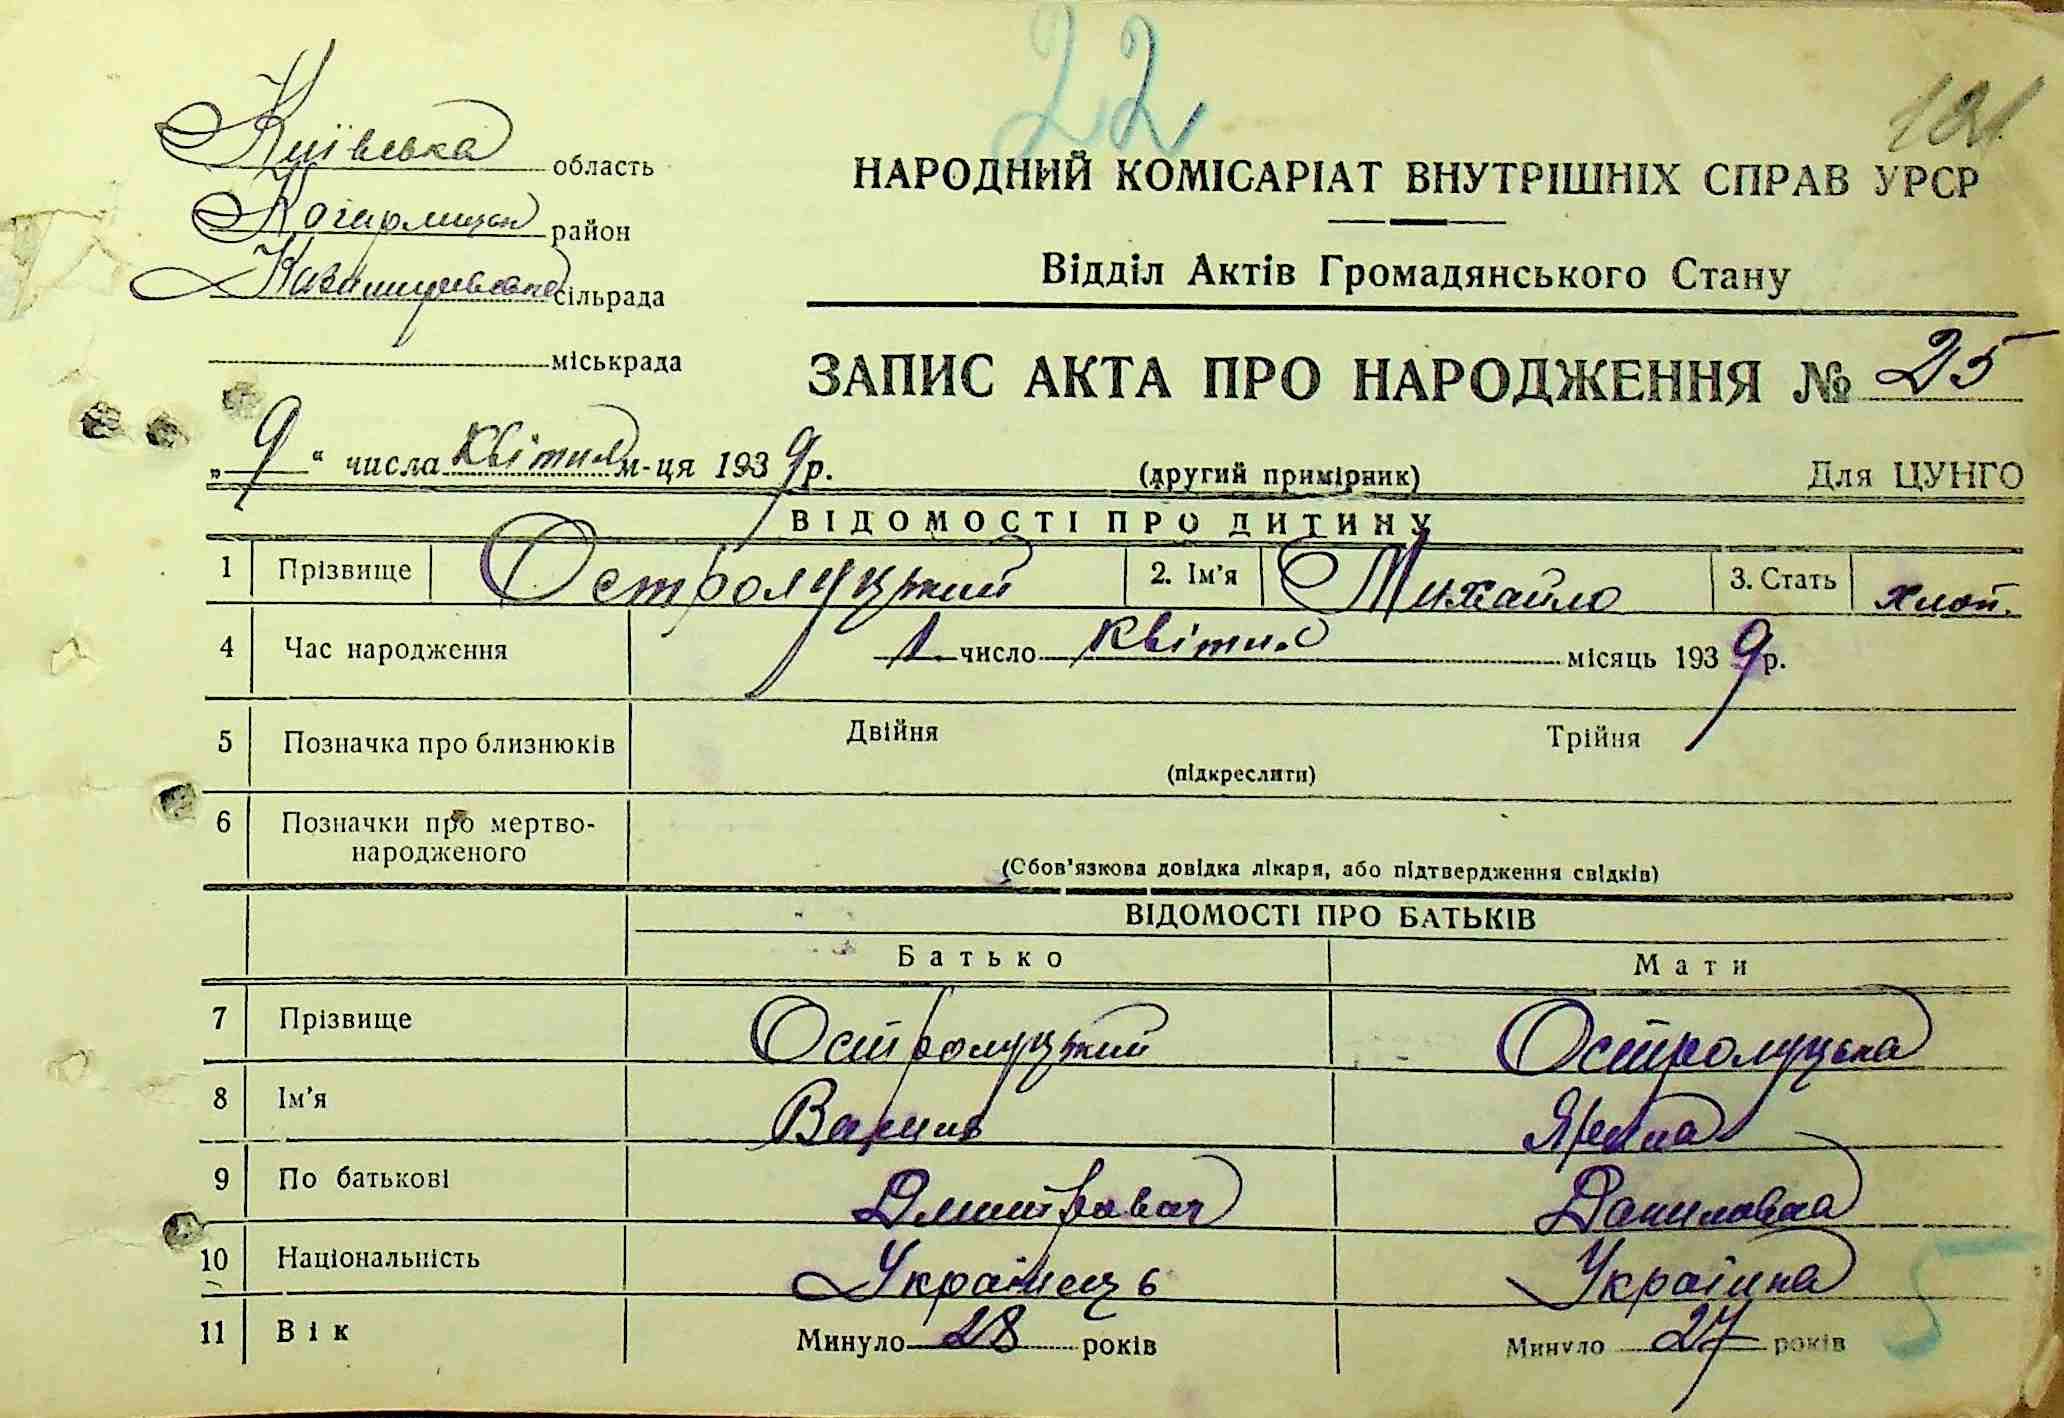 22
121
Київська область
Кагарлицьк район
Казимирівська сільрада
міськрада
НАРОДНИЙ КОМІСАРІАТ ВНУТРІШНІХ СПРАВ УРСР
Відділ Актів Громадянського Стану
ЗАПИС АКТА ПРО НАРОДЖЕННЯ № 25
„ 9 “ числа квітня м-ця 1939 р. (другий примірник) Для ЦУНГО
ВІДОМОСТІ ПРО ДИТИНУ
1 Прізвище Остролуцький 2. Ім'я Михайло 3. Стать хлоп.
4 Час народження 1 число квітня місяць 1939 р.
5 Позначка про близнюків Двійня Трійня
(підкреслити)
6 Позначки про мертво-
народженого
(Обов'язкова довідка лікаря, або підтвердження свідків)
ВІДОМОСТІ ПРО БАТЬКІВ
Батько Мати
7 Прізвище Остролуцький Остролуцька
8 Ім'я Ярина
9 По батькові Дмитрович Даниловна
10 Національність Українець Українка
11 Вік Минуло 28 років Минуло 27 років
5